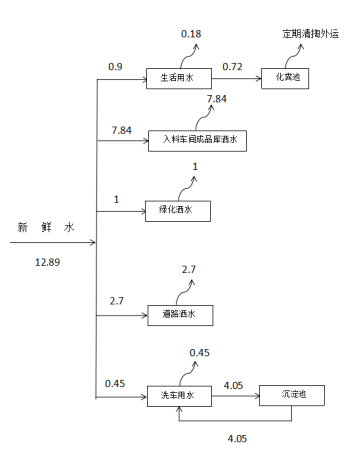 0.18
定期清掏外运
0.9
生活用水
0.72
化粪池
7.84
7.84
入料车间成品库洒水
1
1
绿化洒水
新 鲜 水
12.89
2.7
2.7
道路洒水
0.45
0.45
洗车用水
4.05
沉淀池
4.05